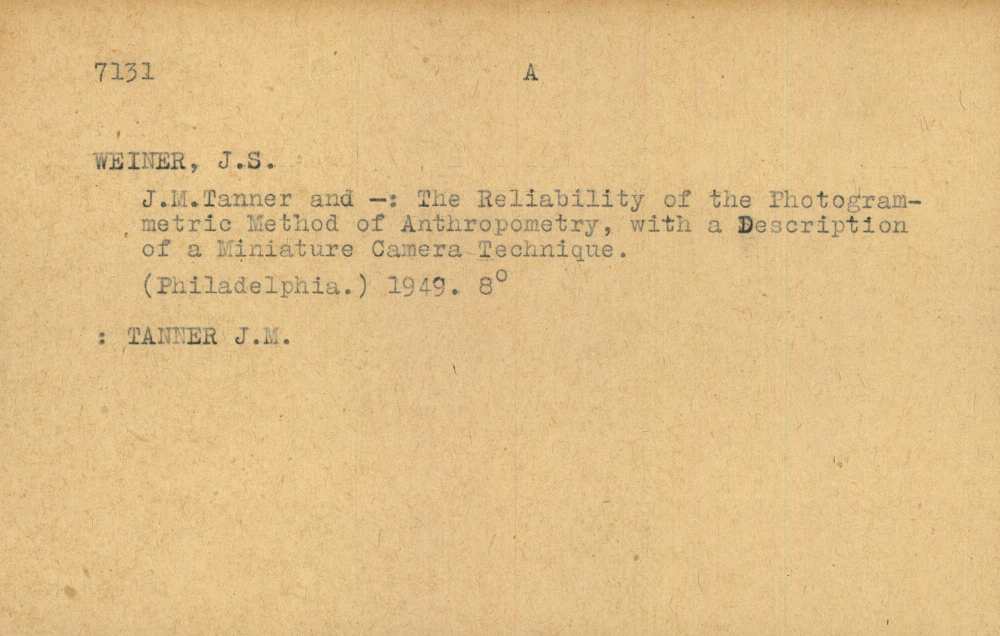 7131 A
WEINER, J.S.
J.M.Tanner and —: The Reliability of the Photogram-
metric Method of Anthropometry, with a Description
of a Miniature Camera Technique.
(Philadelphia.) 1949. 8°
: TANNER J.M.